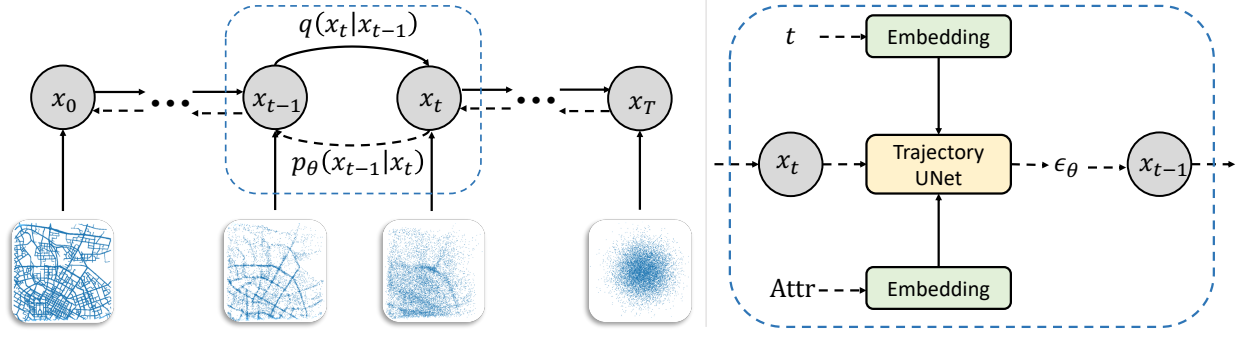 q(x_t|x_{t-1})
x_0
x_{t-1}
x_t
x_T
p_θ(x_{t-1}|x_t)
t
Embedding
x_t
Trajectory
UNet
ϵ_θ
x_{t-1}
Attr
Embedding